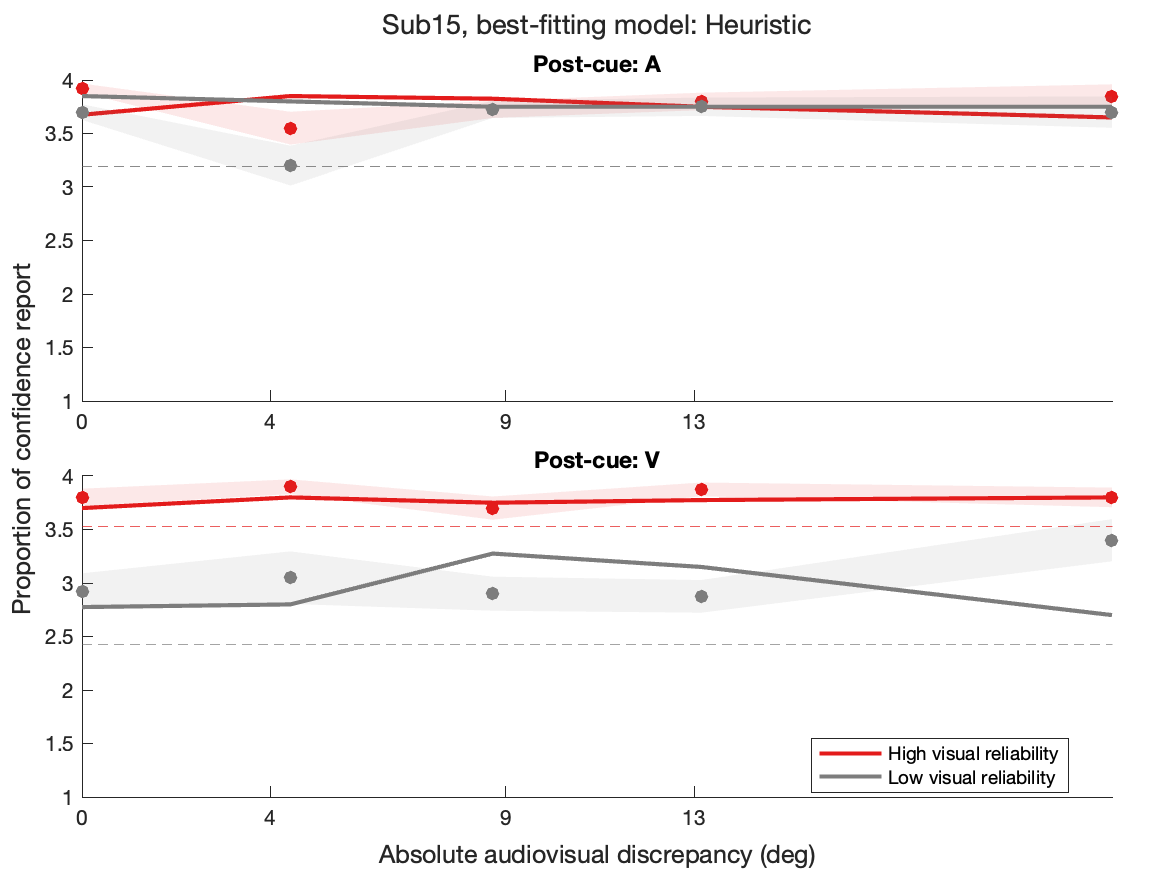 Sub15, best-fitting model: Heuristic
Post-cue: A
4
3.5
3
2.5
2
1.5
1
0 4 9 13
Proportion of confidence report
Post-cue: V
4
3.5
3
2.5
2
1.5
1
High visual reliability
Low visual reliability
0 4 9 13
Absolute audiovisual discrepancy (deg)